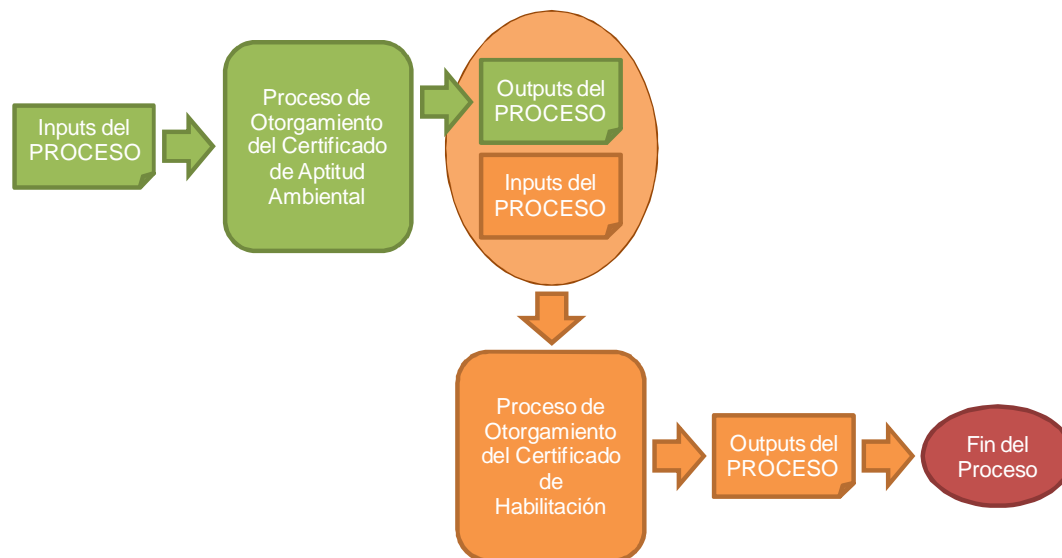 Inputs del
PROCESO
Proceso de
Otorgamiento
del Certificado
de Aptitud
Ambiental
Outputs del
PROCESO
Inputs del
PROCESO
Proceso de
Otorgamiento
del Certificado
de
Habilitación
Outputs del
PROCESO
Fin del
Proceso